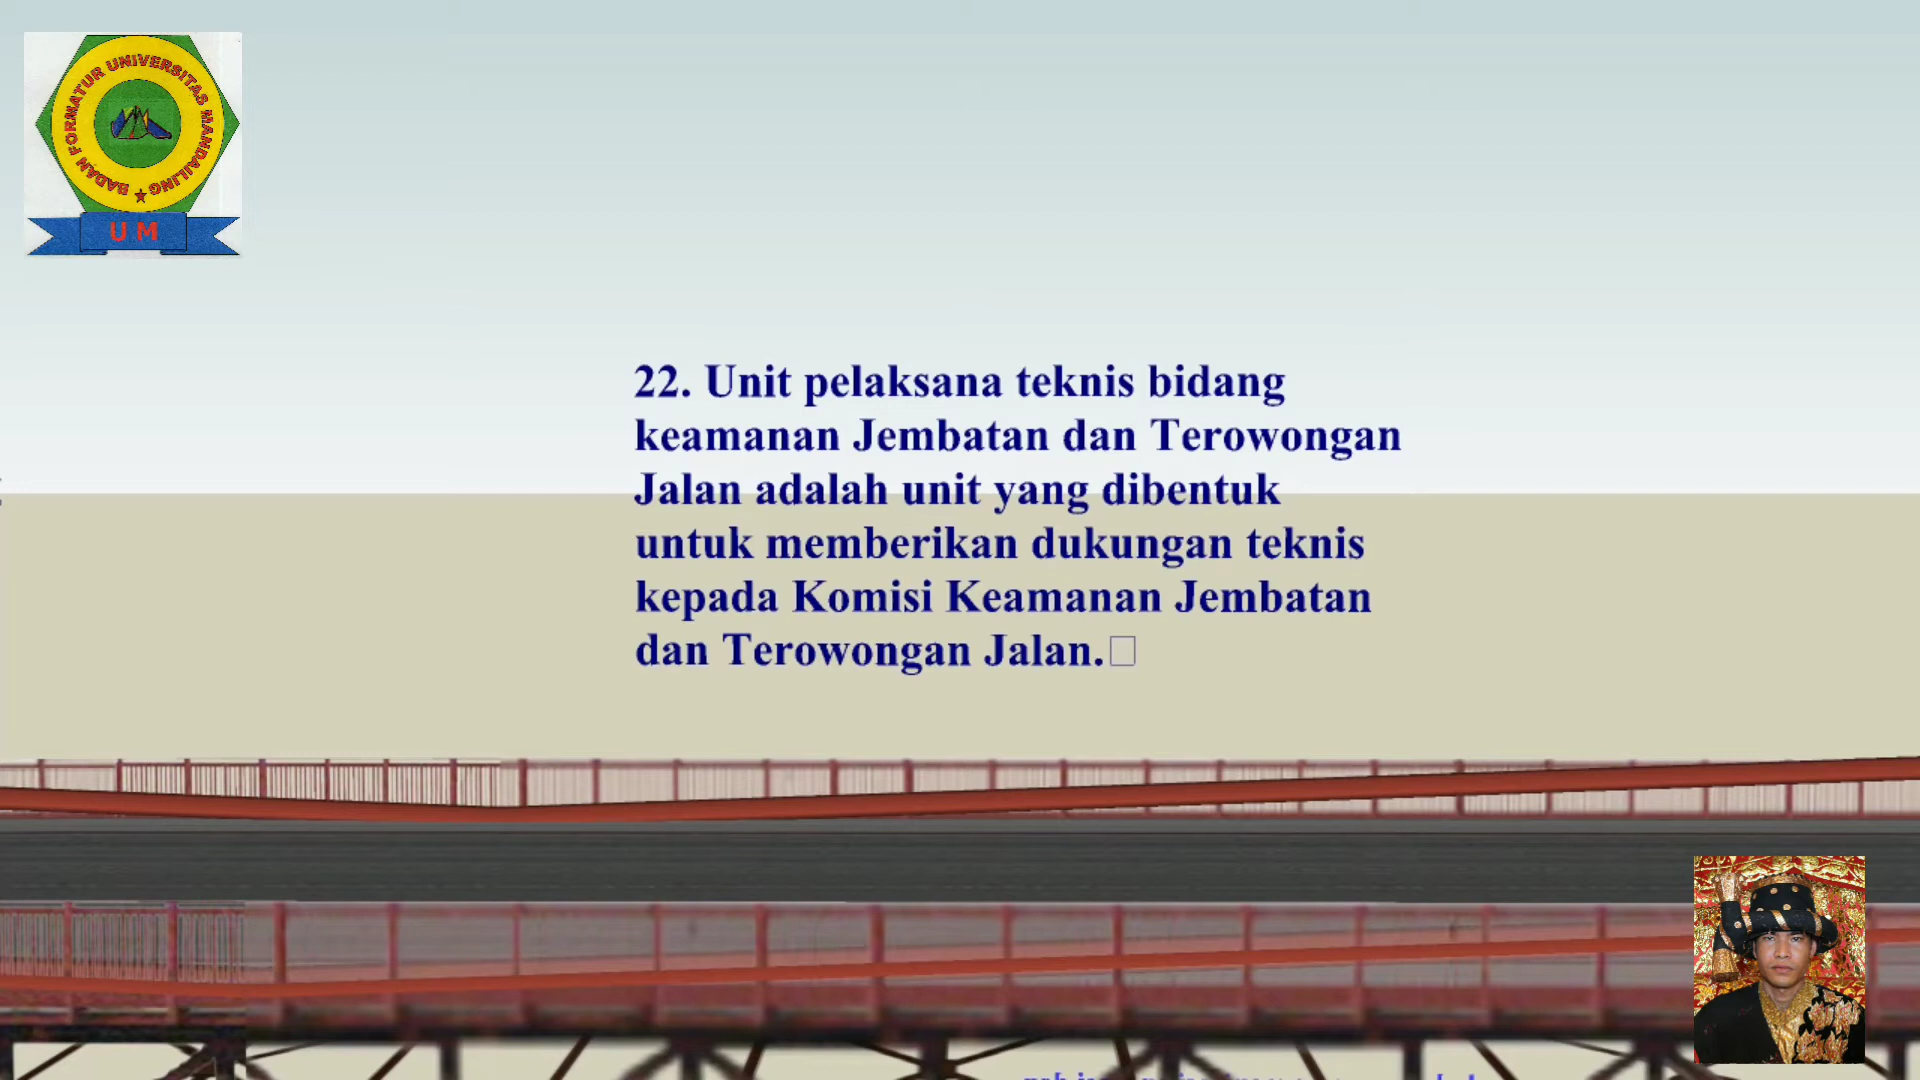 BADAN FORMATUR UNIVERSITAS MANDAILING
U M
22. Unit pelaksana teknis bidang
keamanan Jembatan dan Terowongan
Jalan adalah unit yang dibentuk
untuk memberikan dukungan teknis
kepada Komisi Keamanan Jembatan
dan Terowongan Jalan.